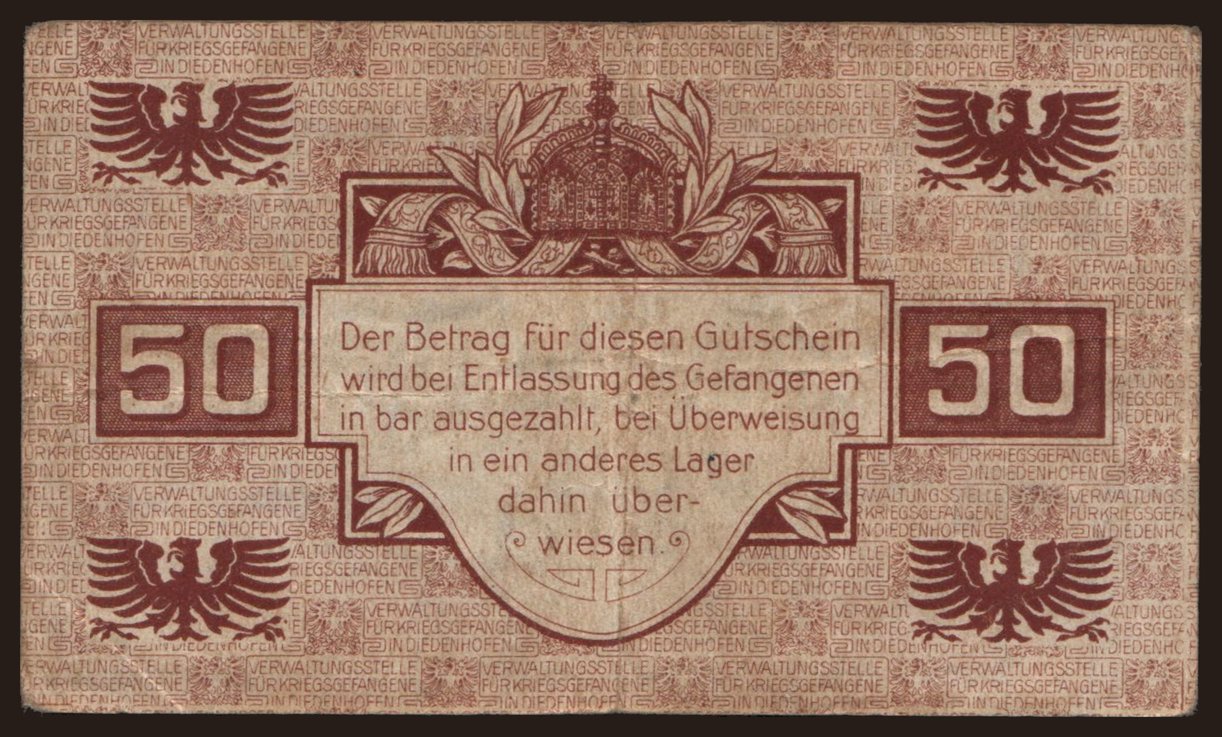 VERWALTUNGSSTELLE
FÜR KRIEGSGEFANGENE
IN DIEDENHOFEN
50
50
Der Betrag für diesen Gutschein
wird bei Entlassung des Gefangenen
in bar ausgezahlt, bei Überweisung
in ein anderes Lager
dahin über-
wiesen.